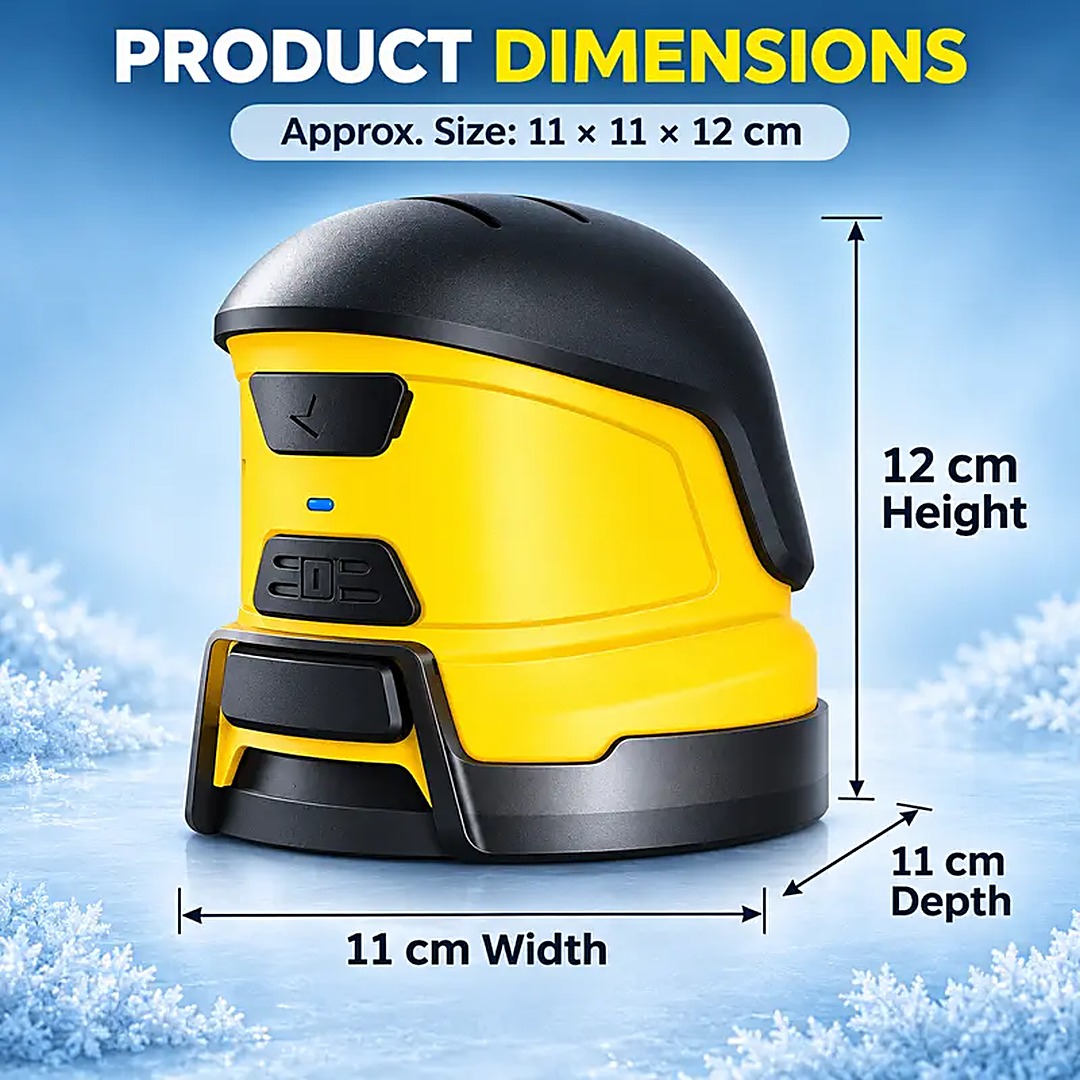 PRODUCT DIMENSIONS
Approx. Size: 11 × 11 × 12 cm
12 cm
Height
11 cm
Depth
11 cm Width